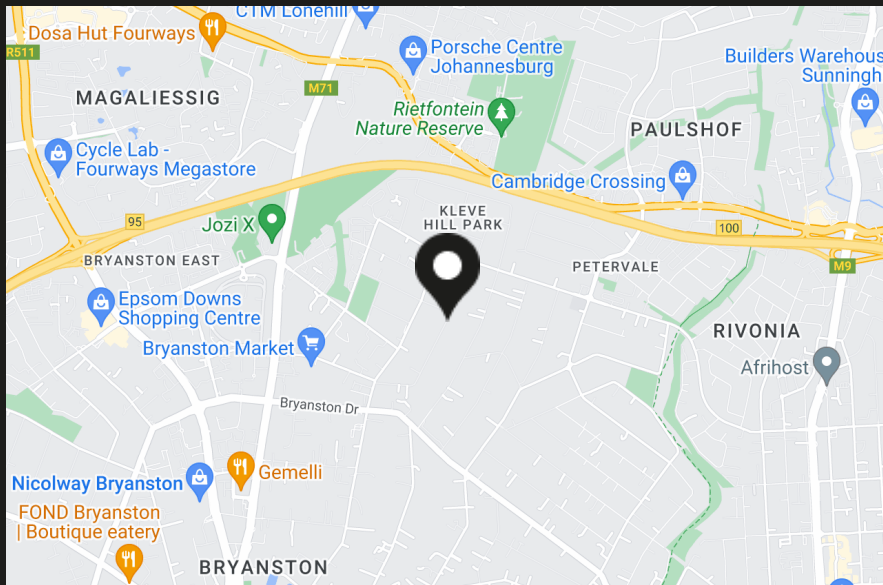 CTM Lonehill
Dosa Hut Fourways
R511
Porsche Centre
Johannesburg
Builders Warehous
Sunningh
M71
MAGALIESSIG
Rietfontein
Nature Reserve
PAULSHOF
Cycle Lab -
Fourways Megastore
Cambridge Crossing
95
Jozi X
KLEVE
HILL PARK
100
BRYANSTON EAST
PETERVALE
M9
Epsom Downs
Shopping Centre
RIVONIA
Bryanston Market
Afrihost
Bryanston Dr
Nicolway Bryanston
Gemelli
FOND Bryanston
| Boutique eatery
BRYANSTON